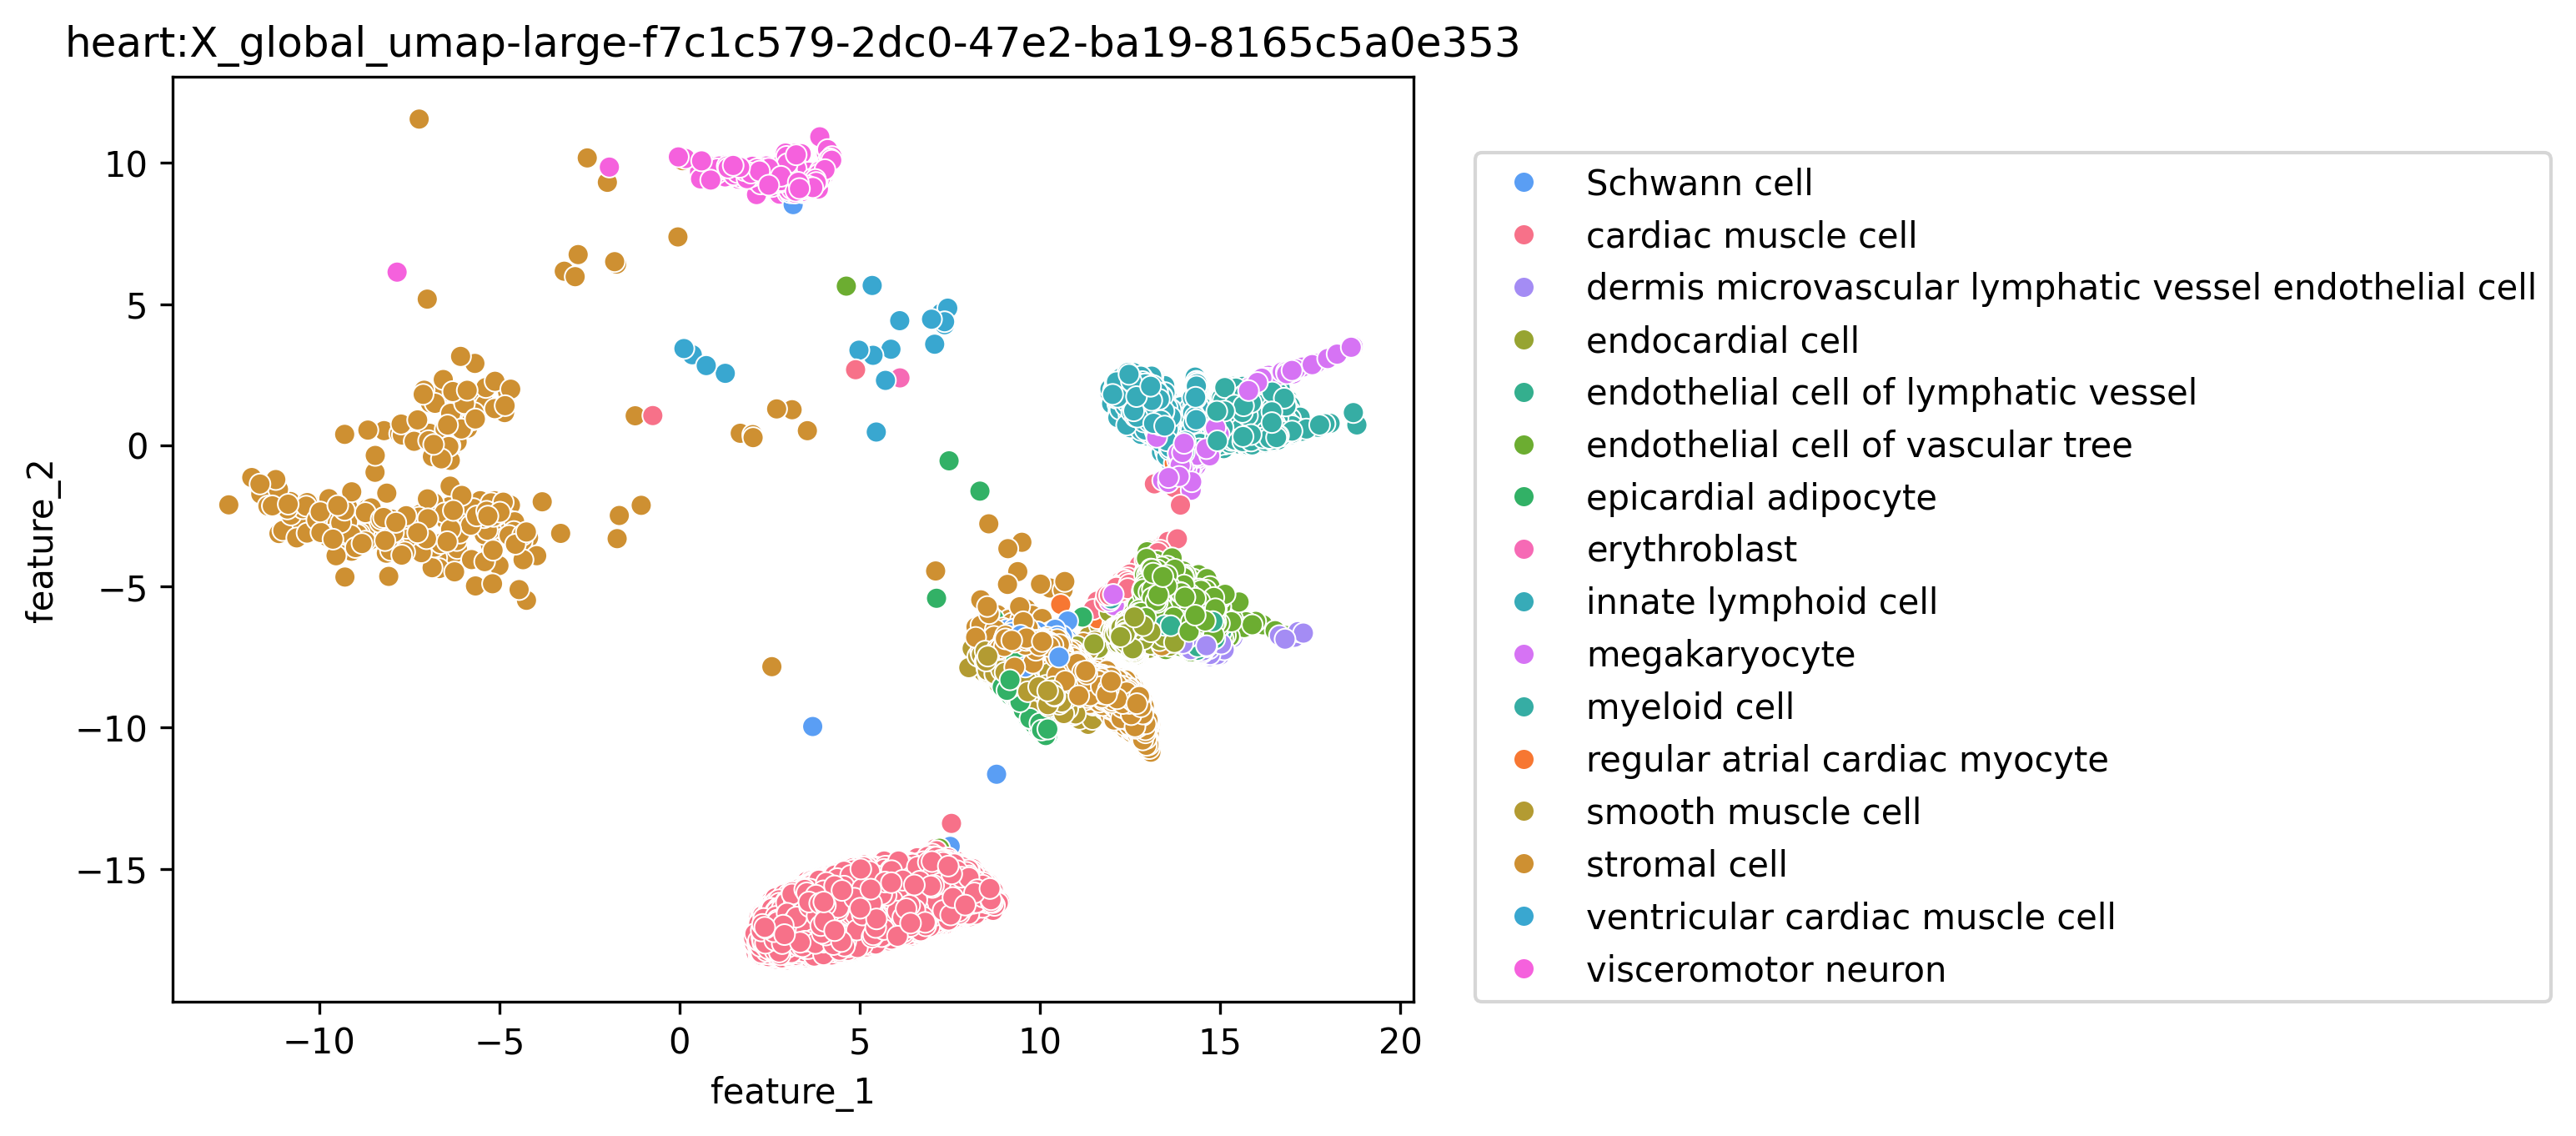 heart:X_global_umap-large-f7c1c579-2dc0-47e2-ba19-8165c5a0e353
10
5
0
−5
−10
−15
feature_2
−10
−5
0
5
10
15
20
feature_1
Schwann cell
cardiac muscle cell
dermis microvascular lymphatic vessel endothelial cell
endocardial cell
endothelial cell of lymphatic vessel
endothelial cell of vascular tree
epicardial adipocyte
erythroblast
innate lymphoid cell
megakaryocyte
myeloid cell
regular atrial cardiac myocyte
smooth muscle cell
stromal cell
ventricular cardiac muscle cell
visceromotor neuron